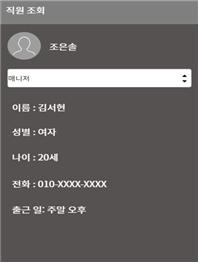 직원 조회
조은솔
매니저
이름 : 김서현
성별 : 여자
나이 : 20세
전화 : 010-XXXX-XXXX
출근 일: 주말 오후